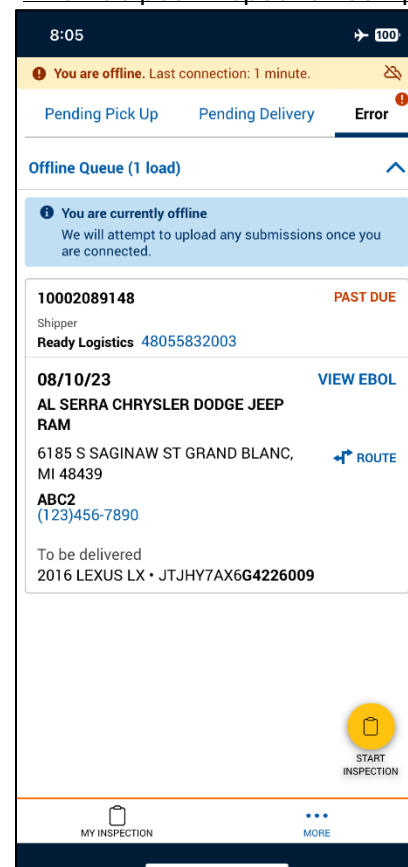 8:05
100
You are offline. Last connection: 1 minute.
Pending Pick Up Pending Delivery Error
Offline Queue (1 load)
You are currently offline
We will attempt to upload any submissions once you
are connected.
10002089148 PAST DUE
Shipper
Ready Logistics 48055832003
08/10/23 VIEW EBOL
AL SERRA CHRYSLER DODGE JEEP
RAM
6185 S SAGINAW ST GRAND BLANC,
MI 48439
ROUTE
ABC2
(123)456-7890
To be delivered
2016 LEXUS LX • JTJHY7AX6G4226009
START
INSPECTION
MY INSPECTION MORE